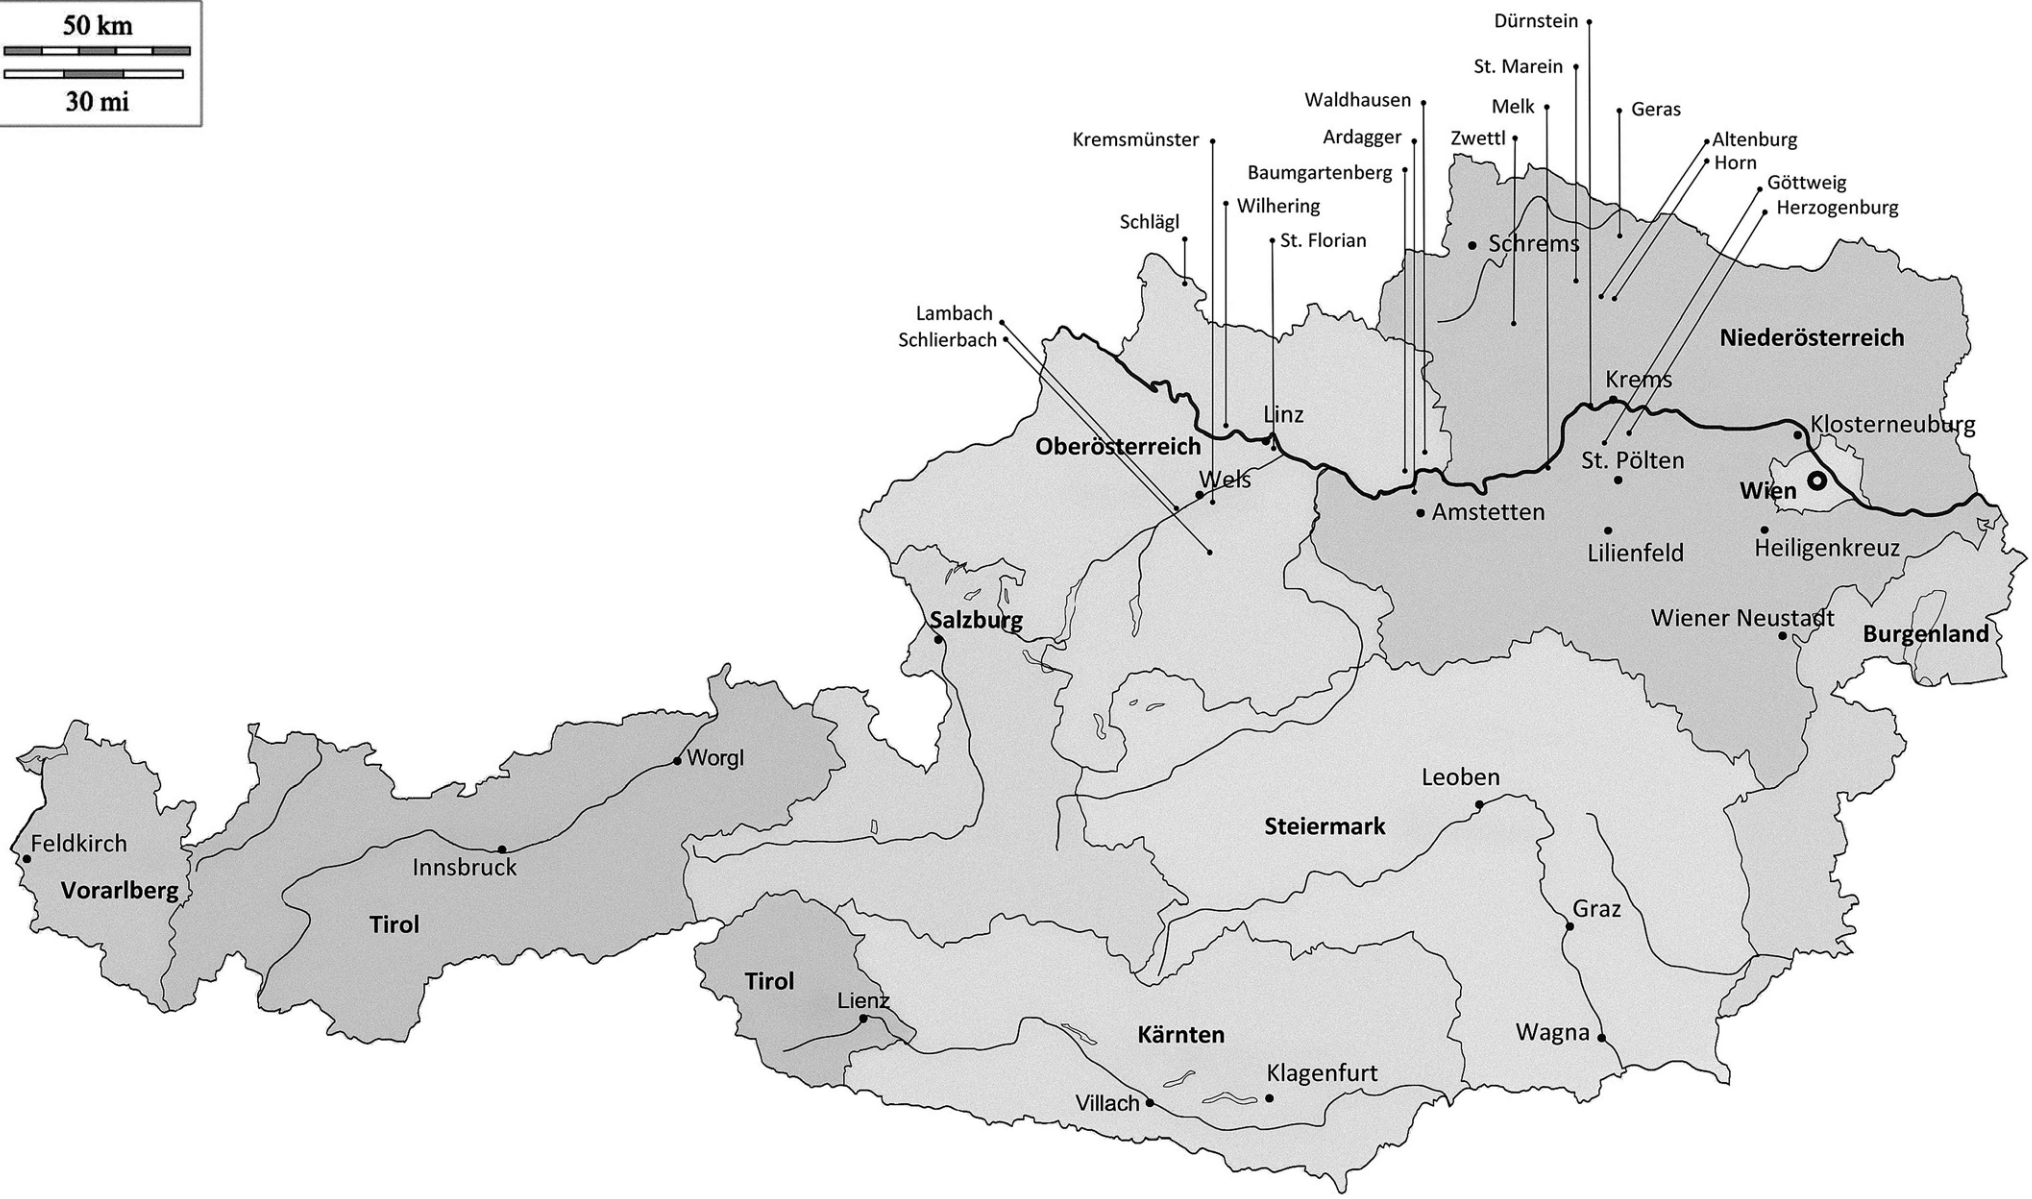 50 km
30 mi
Dürnstein
St. Marein
Waldhausen
Melk
Geras
Kremsmünster
Ardagger
Zwettl
Altenburg
Horn
Baumgartenberg
Göttweig
Wilhering
Herzogenburg
Schlägl
St. Florian
Schrems
Lambach
Schlierbach
Niederösterreich
Krems
Linz
Klosterneuburg
Oberösterreich
St. Pölten
Wels
Wien
Amstetten
Lilienfeld
Heiligenkreuz
Salzburg
Wiener Neustadt
Burgenland
Worgl
Leoben
Steiermark
Feldkirch
Innsbruck
Vorarlberg
Graz
Tirol
Tirol
Lienz
Kärnten
Wagna
Klagenfurt
Villach